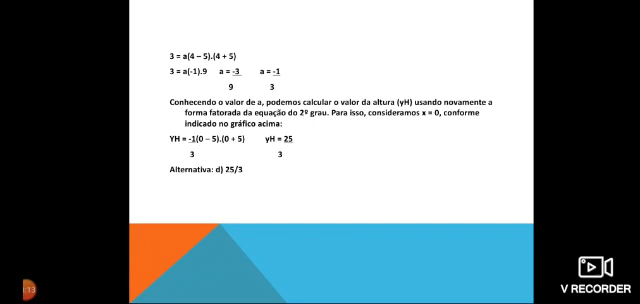 3 = a(4 – 5).(4 + 5)
3 = a(-1).9 a = -3 a = -1
9 3
Conhecendo o valor de a, podemos calcular o valor da altura (yH) usando novamente a
forma fatorada da equação do 2º grau. Para isso, consideramos x = 0, conforme
indicado no gráfico acima:
YH = -1(0 – 5).(0 + 5) yH = 25
3 3
Alternativa: d) 25/3
:13
V RECORDER